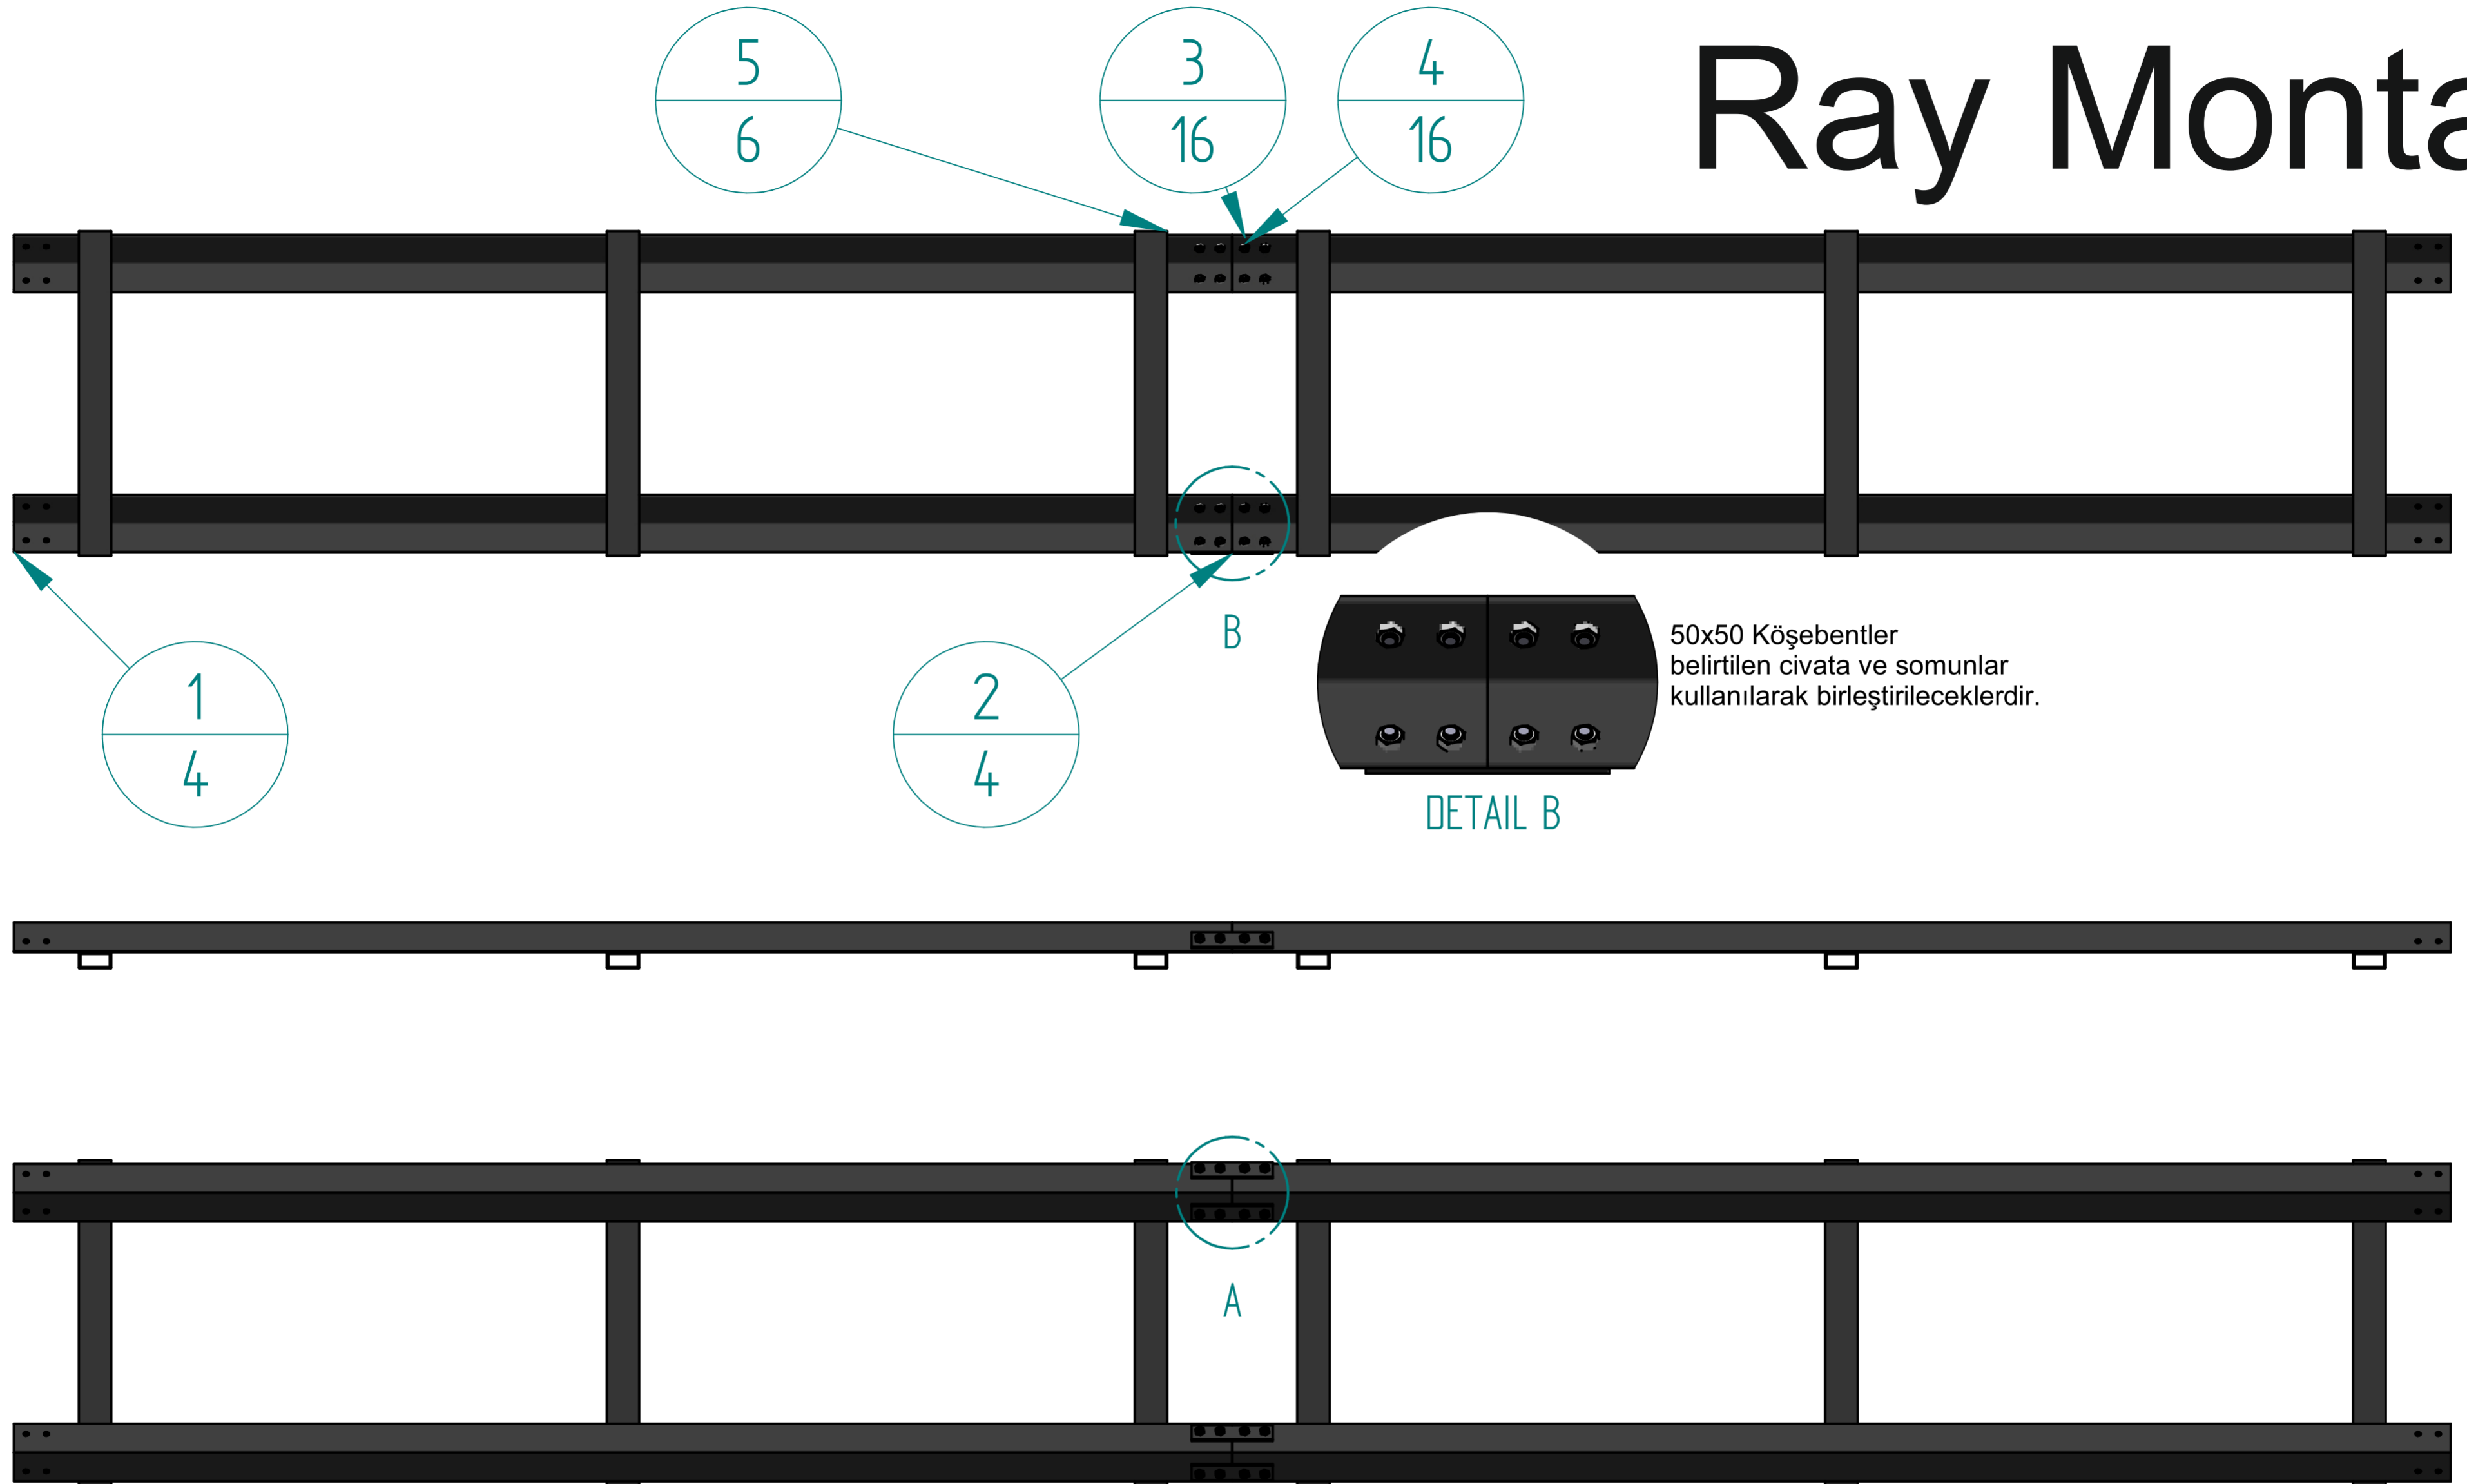 5
6
3
16
4
16
Ray Monta
B
1
4
2
4
50x50 Köşebentler
belirtilen civata ve somunlar
kullanılarak birleştirileceklerdir.
DETAIL B
A